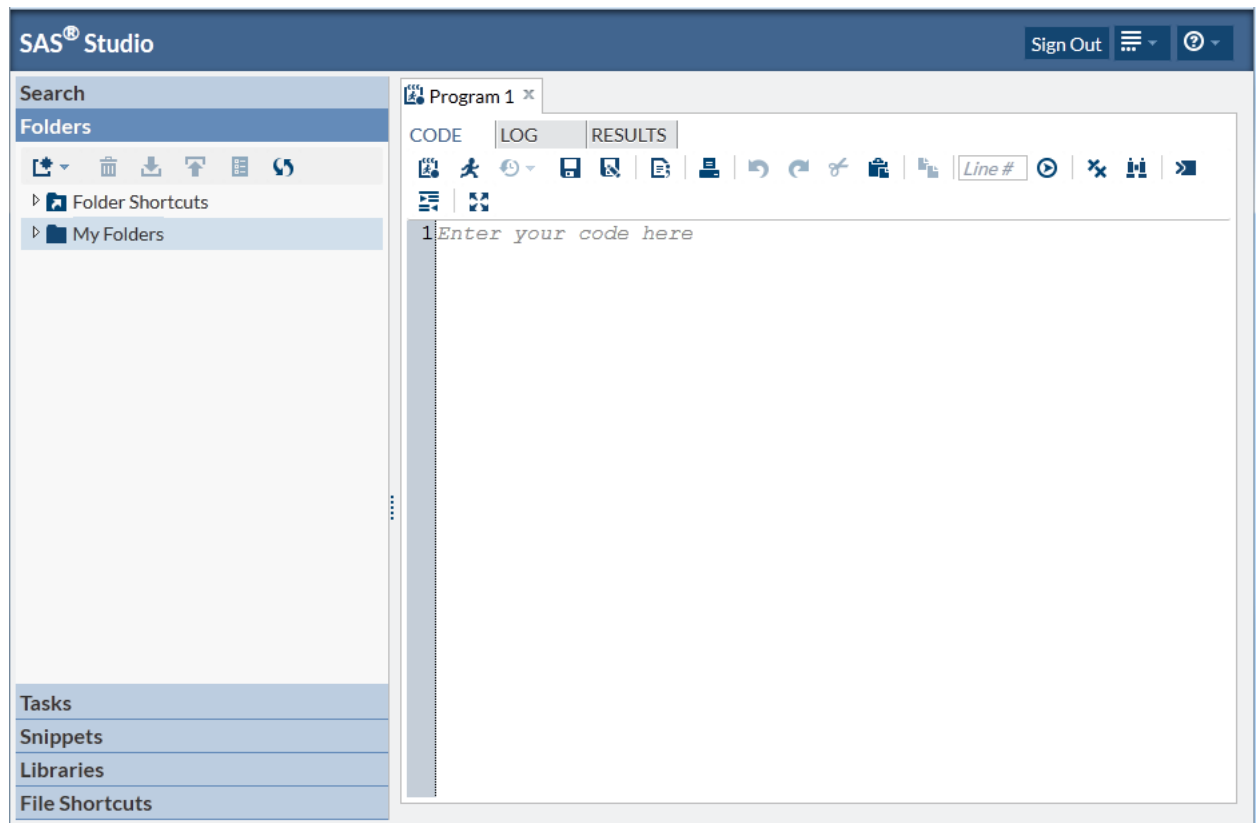 SAS® Studio
Sign Out
Search
Folders
Folder Shortcuts
My Folders
Tasks
Snippets
Libraries
File Shortcuts
Program 1
CODE LOG RESULTS
Line #
1 Enter your code here